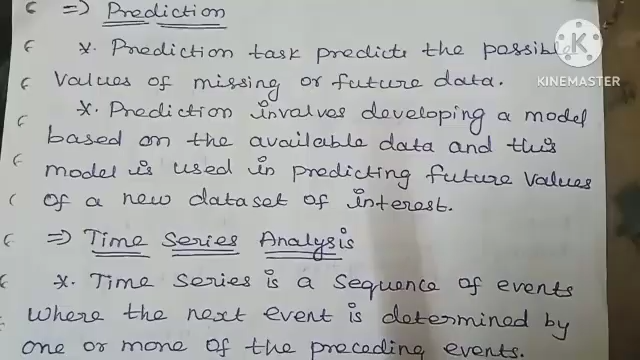 => Prediction
*. Prediction task predicts the possible
values of missing or future data.
KINEMASTER
*. Prediction involves developing a model
based on the available data and this
model is used in predicting future values
of a new dataset of interest.
=> Time Series Analysis
*. Time series is a sequence of events
where the next event is determined by
one or more of the preceding events.